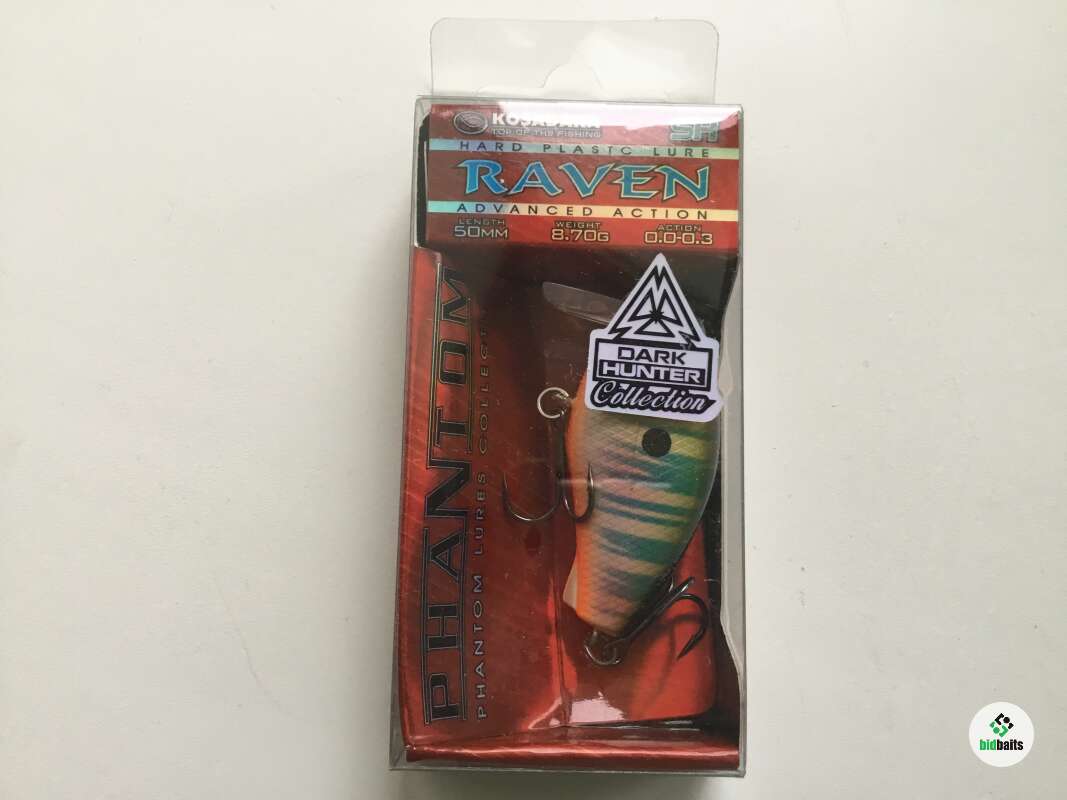 KOSADAKA
TOP OF THE FISHING
SH
HARD PLASTC LURE
RAVEN
ADVANCED ACTION
LENGTH WEIGHT ACTION
50MM 8.70G 0.0-0.3
DARK
HUNTER
Collection
PHANTOM
PHANTOM LURES COLLECT
bidbaits